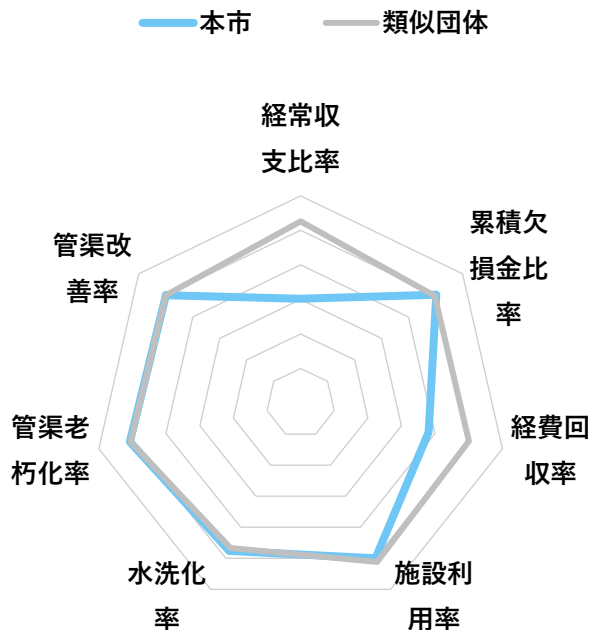 本市
類似団体
経常収
支比率
累積欠
損金比
率
経費回
収率
施設利
用率
水洗化
率
管渠老
朽化率
管渠改
善率